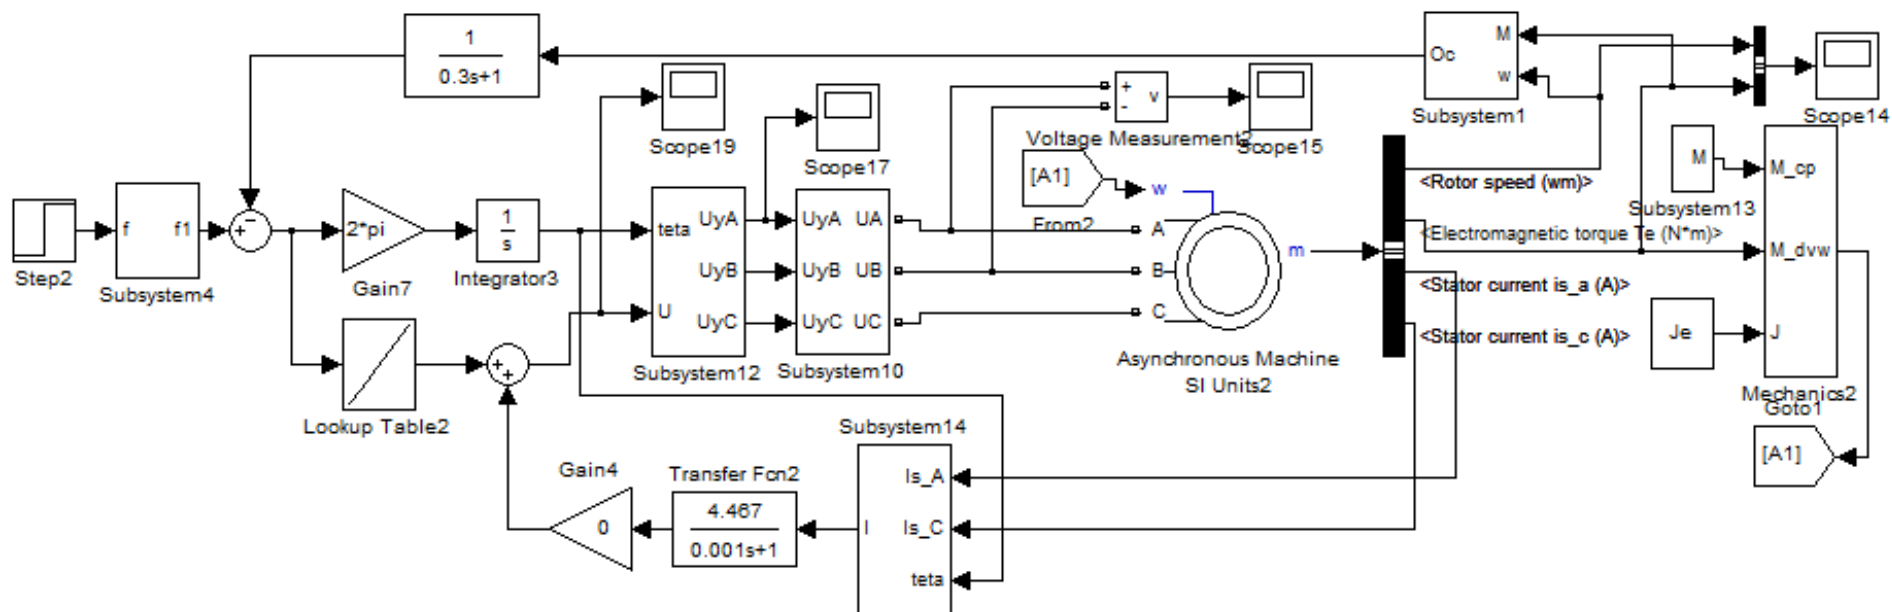 1
0.3s+1
Scope19
Scope17
+
-
v
Voltage Measurement2
Scope15
Oc
M
w
Subsystem1
Scope14
Step2
f
f1
Subsystem4
−
2*pi
Gain7
1
s
Integrator3
teta
U
UyA
UyB
UyC
Subsystem12
UyA
UyB
UyC
UA
UB
UC
Subsystem10
[A1]
From2
w
A
B
C
m
Asynchronous Machine
SI Units2
<Rotor speed (wm)>
<Electromagnetic torque Te (N*m)>
<Stator current is_a (A)>
<Stator current is_c (A)>
M
Subsystem13
Je
M_cp
M_dvw
J
Mechanics2
Goto1
[A1]
Lookup Table2
+
+
Gain4
0
Transfer Fcn2
4.467
0.001s+1
Subsystem14
I
Is_A
Is_C
teta